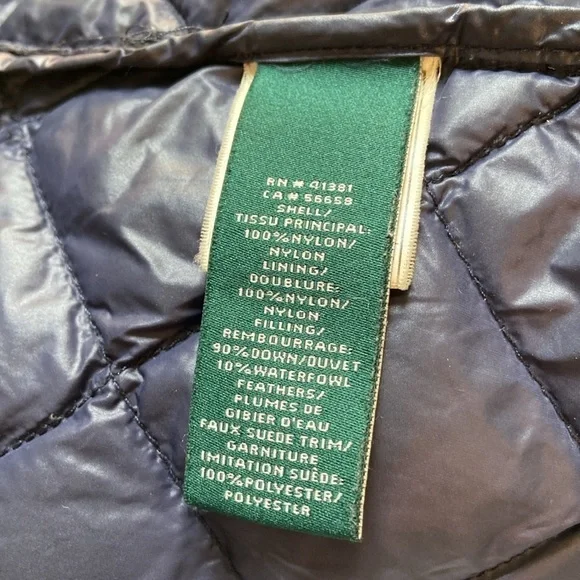 RN # 41381
CA # 56658
SHELL/
TISSU PRINCIPAL:
100%NYLON/
NYLON
LINING/
DOUBLURE:
100%NYLON/
NYLON
FILLING/
REMBOURRAGE:
90%DOWN/DUVET
10%WATERFOWL
FEATHERS/
PLUMES DE
GIBIER D'EAU
FAUX SUEDE TRIM/
GARNITURE
IMITATION SUÈDE:
100%POLYESTER/
POLYESTER